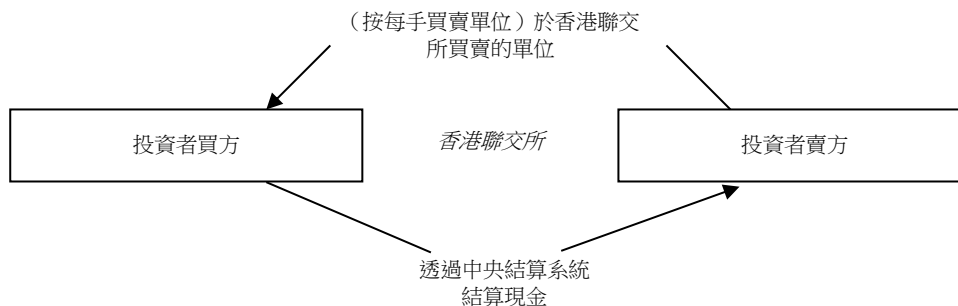 （按每手買賣單位）於香港聯交
所買賣的單位
投資者買方
香港聯交所
投資者賣方
透過中央結算系統
結算現金